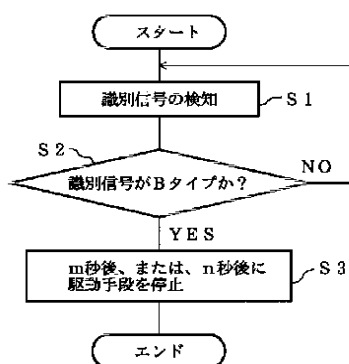 スタート
識別信号の検知
S1
S2
識別信号がBタイプか？
NO
YES
m秒後、または、n秒後に
駆動手段を停止
S3
エンド